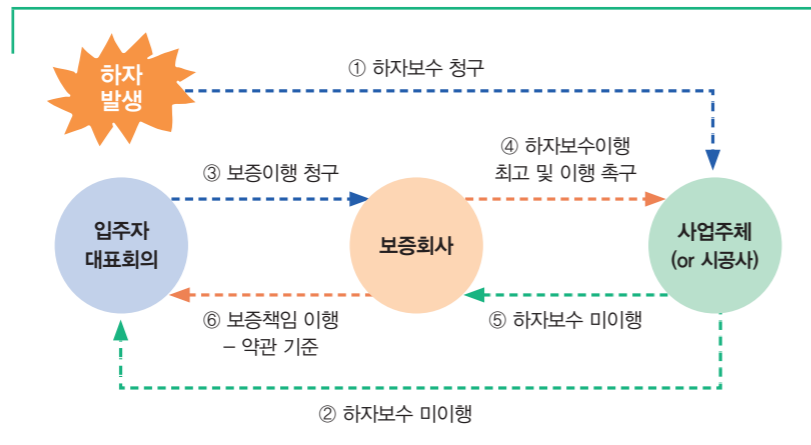 하자
발생
① 하자보수 청구
③ 보증이행 청구
④ 하자보수이행
최고 및 이행 촉구
입주자
대표회의
보증회사
사업주체
(or 시공사)
⑥ 보증책임 이행
– 약관 기준
⑤ 하자보수 미이행
② 하자보수 미이행